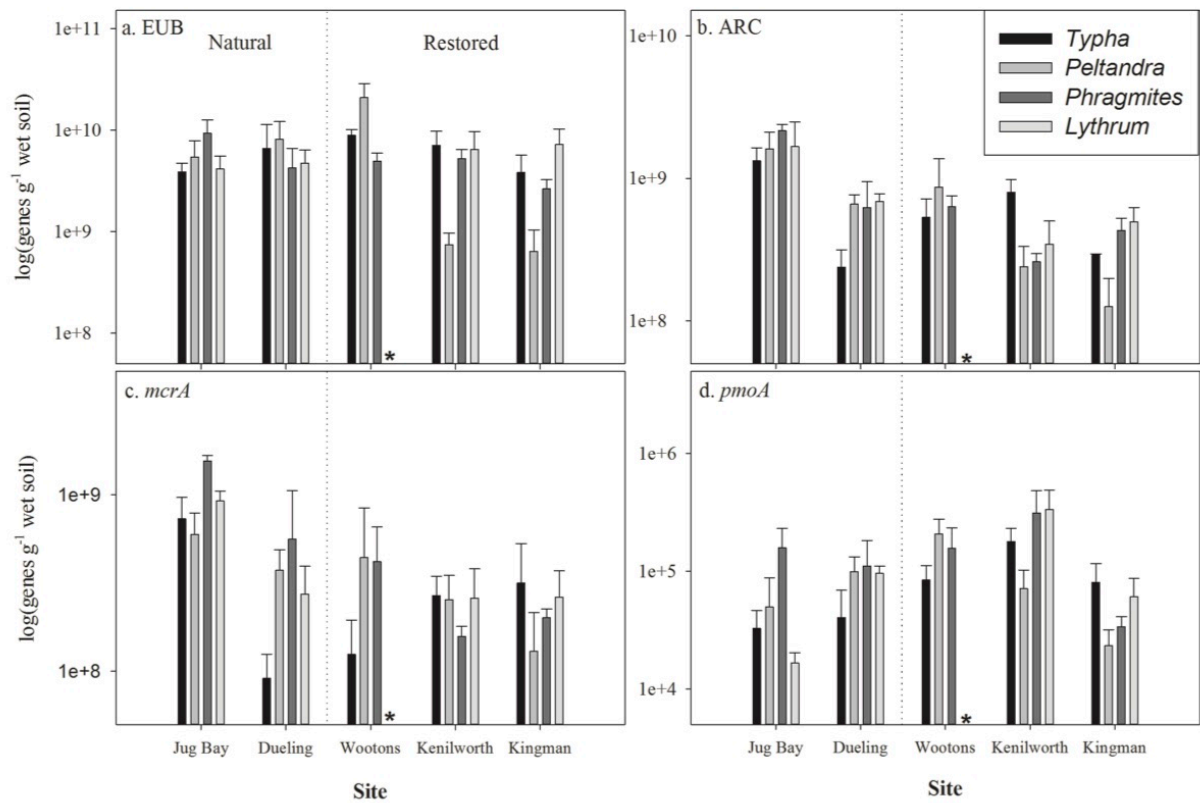 a. EUB
Natural
Restored
1e+11
1e+10
1e+9
1e+8
log(genes g⁻¹ wet soil)
*
b. ARC
1e+10
1e+9
1e+8
*
Typha
Peltandra
Phragmites
Lythrum
c. mcrA
1e+9
1e+8
log(genes g⁻¹ wet soil)
*
Jug Bay Dueling Wootons Kenilworth Kingman
Site
d. pmoA
1e+6
1e+5
1e+4
*
Jug Bay Dueling Wootons Kenilworth Kingman
Site